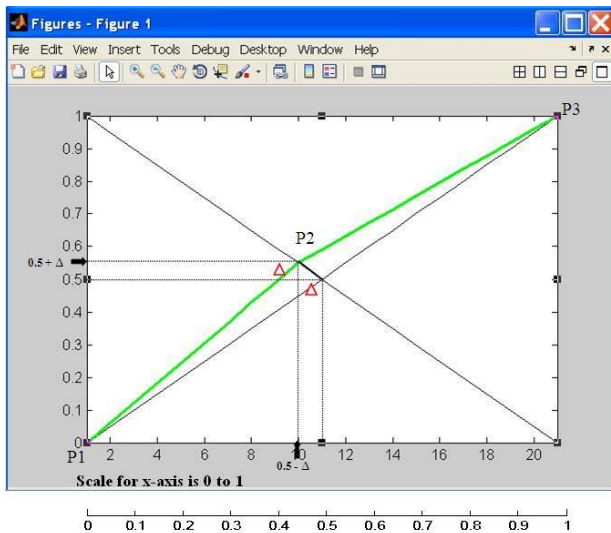 Figures - Figure 1
File Edit View Insert Tools Debug Desktop Window Help
P3
1
0.9
0.8
0.7
P2
0.6
0.5 + Δ
Δ
0.5
Δ
0.4
0.3
0.2
0.1
0
P1
2 4 6 8 10 12 14 16 18 20
0.5 - Δ
Scale for x-axis is 0 to 1
0 0.1 0.2 0.3 0.4 0.5 0.6 0.7 0.8 0.9 1